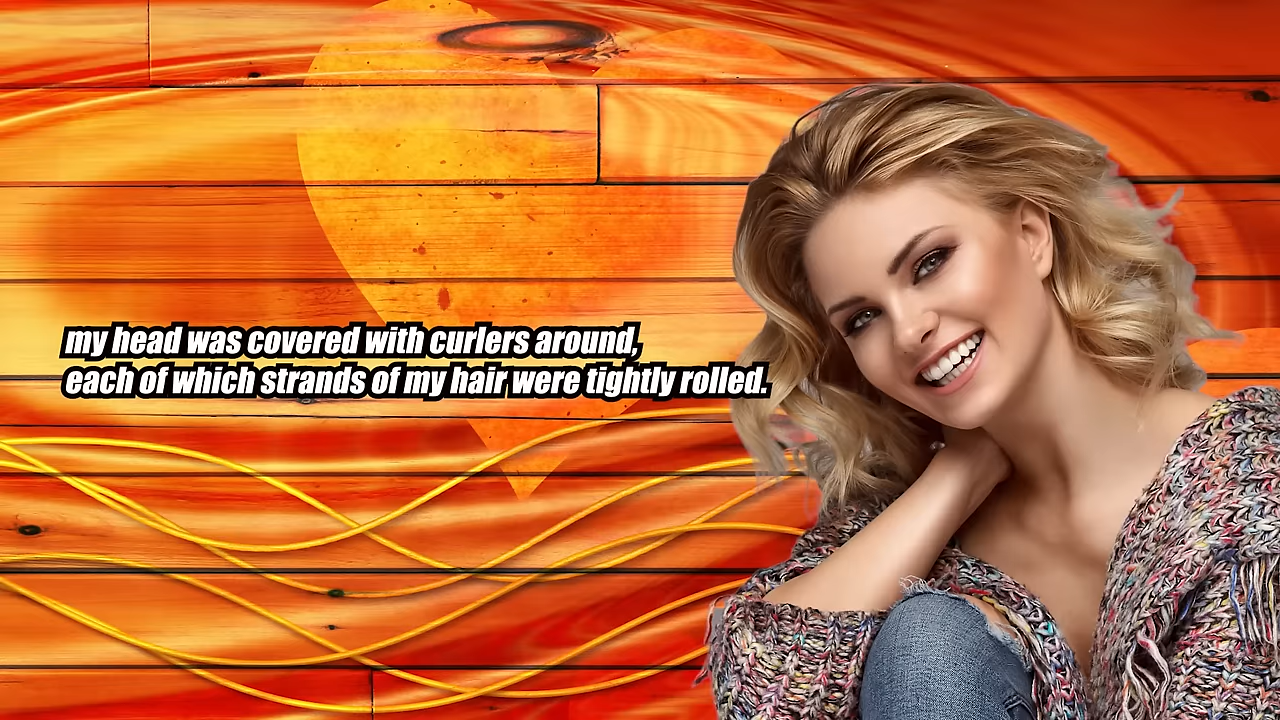 my head was covered with curlers around,
each of which strands of my hair were tightly rolled.